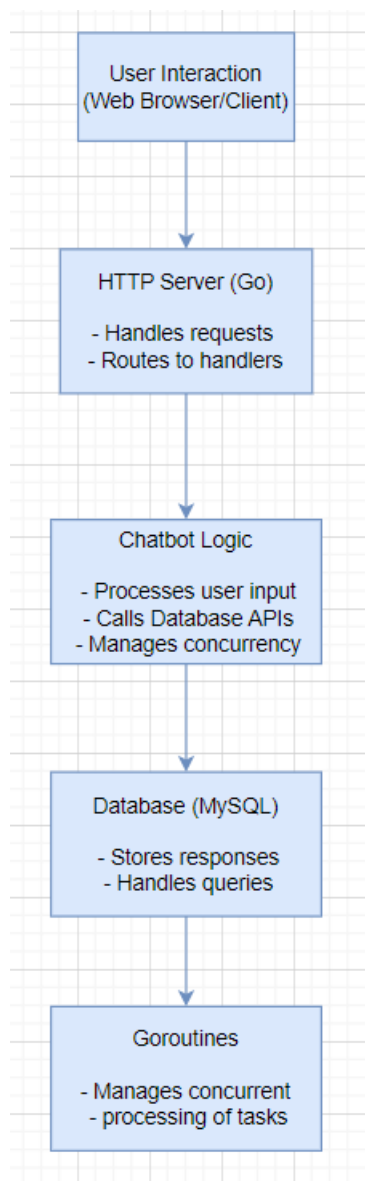 User Interaction
(Web Browser/Client)
HTTP Server (Go)
- Handles requests
- Routes to handlers
Chatbot Logic
- Processes user input
- Calls Database APIs
- Manages concurrency
Database (MySQL)
- Stores responses
- Handles queries
Goroutines
- Manages concurrent
- processing of tasks